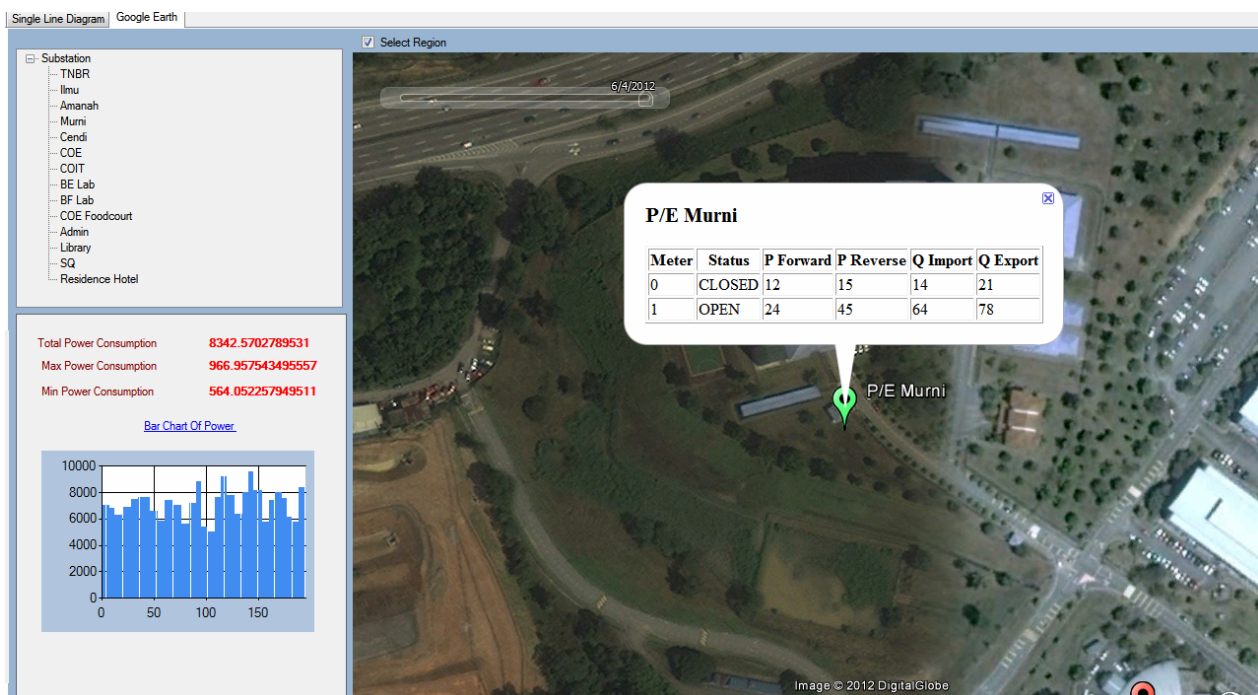 Single Line Diagram
Google Earth
Select Region
Substation
TNBR
Ilmu
Amanah
Murni
Cendi
COE
COIT
BE Lab
BF Lab
COE Foodcourt
Admin
Library
SQ
Residence Hotel
Total Power Consumption 8342.5702789531
Max Power Consumption 966.957543495557
Min Power Consumption 564.052257949511
Bar Chart Of Power
10000
8000
6000
4000
2000
0
0 50 100 150
6/4/2012
P/E Murni
Meter Status P Forward P Reverse Q Import Q Export
0 CLOSED 12 15 14 21
1 OPEN 24 45 64 78
P/E Murni
Image © 2012 DigitalGlobe